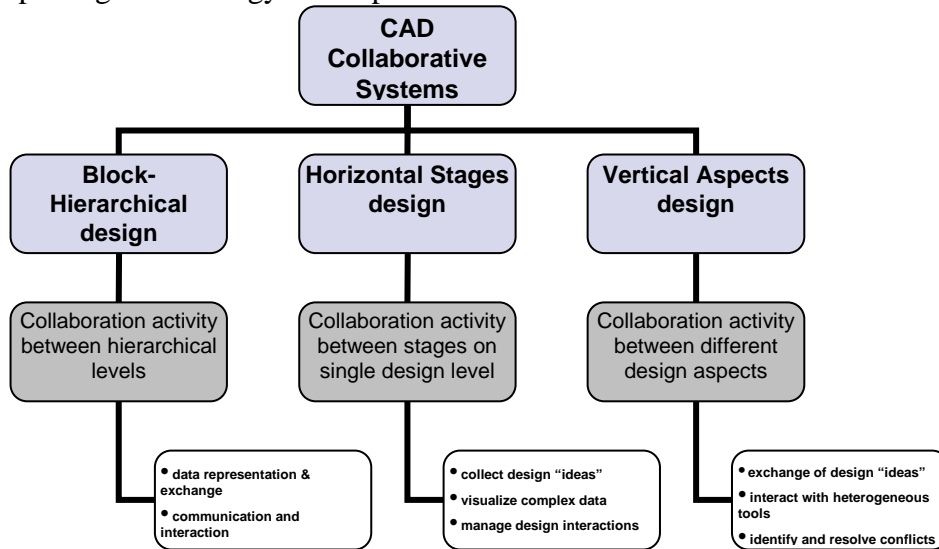 CAD
Collaborative
Systems
Block-
Hierarchical
design
Horizontal Stages
design
Vertical Aspects
design
Collaboration activity
between hierarchical
levels
Collaboration activity
between stages on
single design level
Collaboration activity
between different
design aspects
• data representation &
exchange
• communication and
interaction
• collect design “ideas”
• visualize complex data
• manage design interactions
• exchange of design “ideas”
• interact with heterogeneous
tools
• identify and resolve conflicts